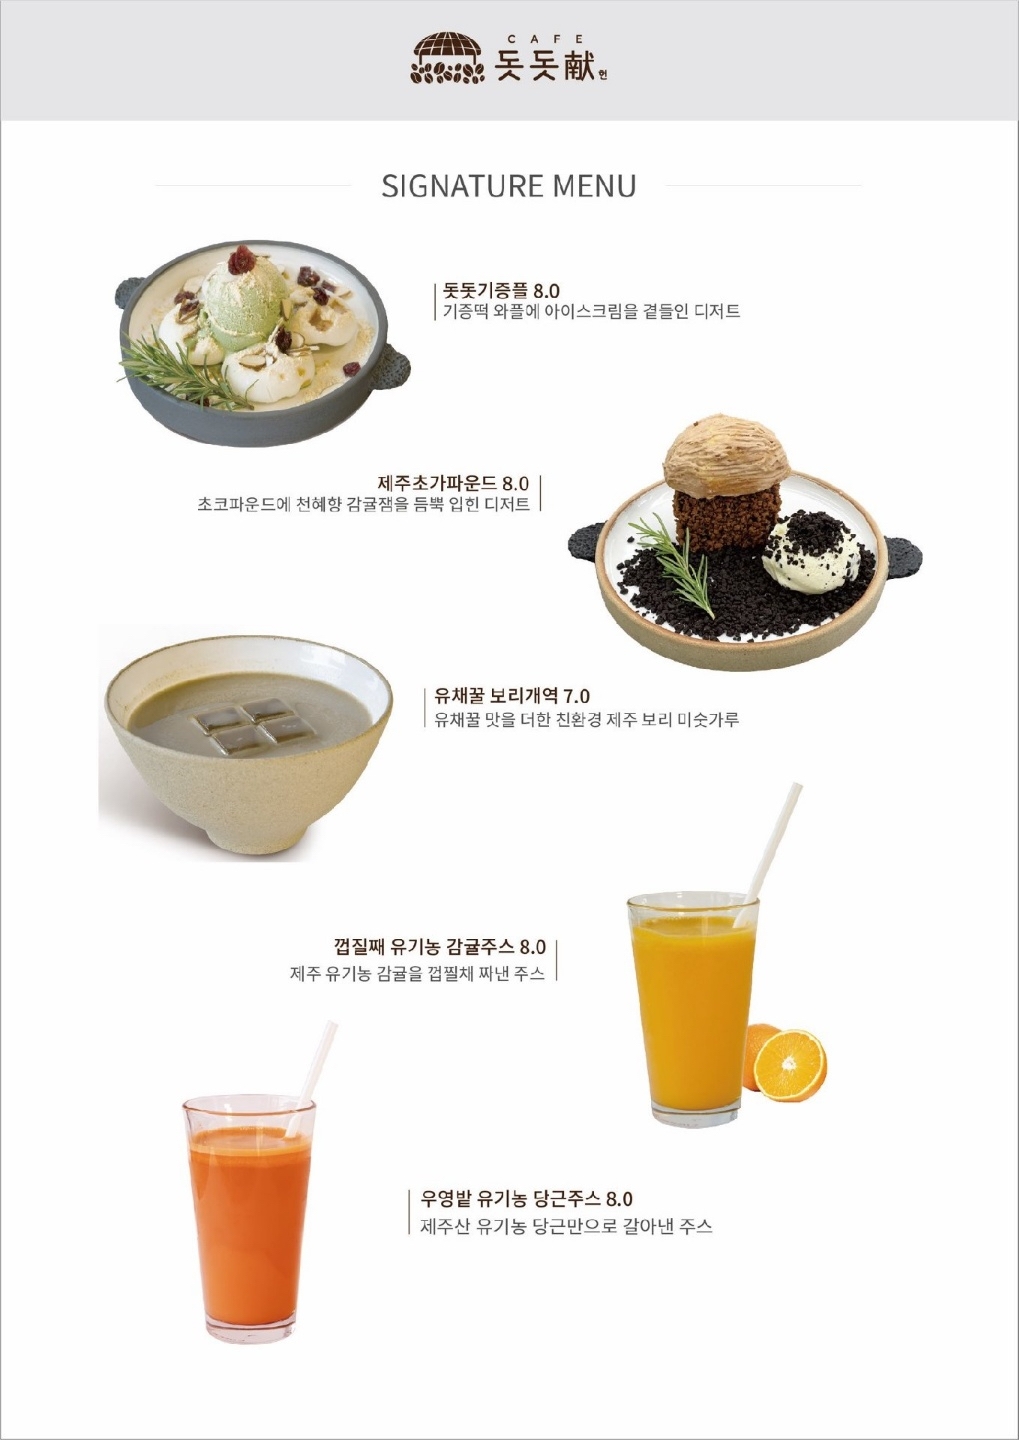 CAFE
돗돗献헌
SIGNATURE MENU
돗돗기증플 8.0
기증떡 와플에 아이스크림을 곁들인 디저트
제주초가파운드 8.0
초코파운드에 천혜향 감귤잼을 듬뿍 입힌 디저트
유채꿀 보리개역 7.0
유채꿀 맛을 더한 친환경 제주 보리 미숫가루
껍질째 유기농 감귤주스 8.0
제주 유기농 감귤을 껍찔채 짜낸 주스
우영밭 유기농 당근주스 8.0
제주산 유기농 당근만으로 갈아낸 주스